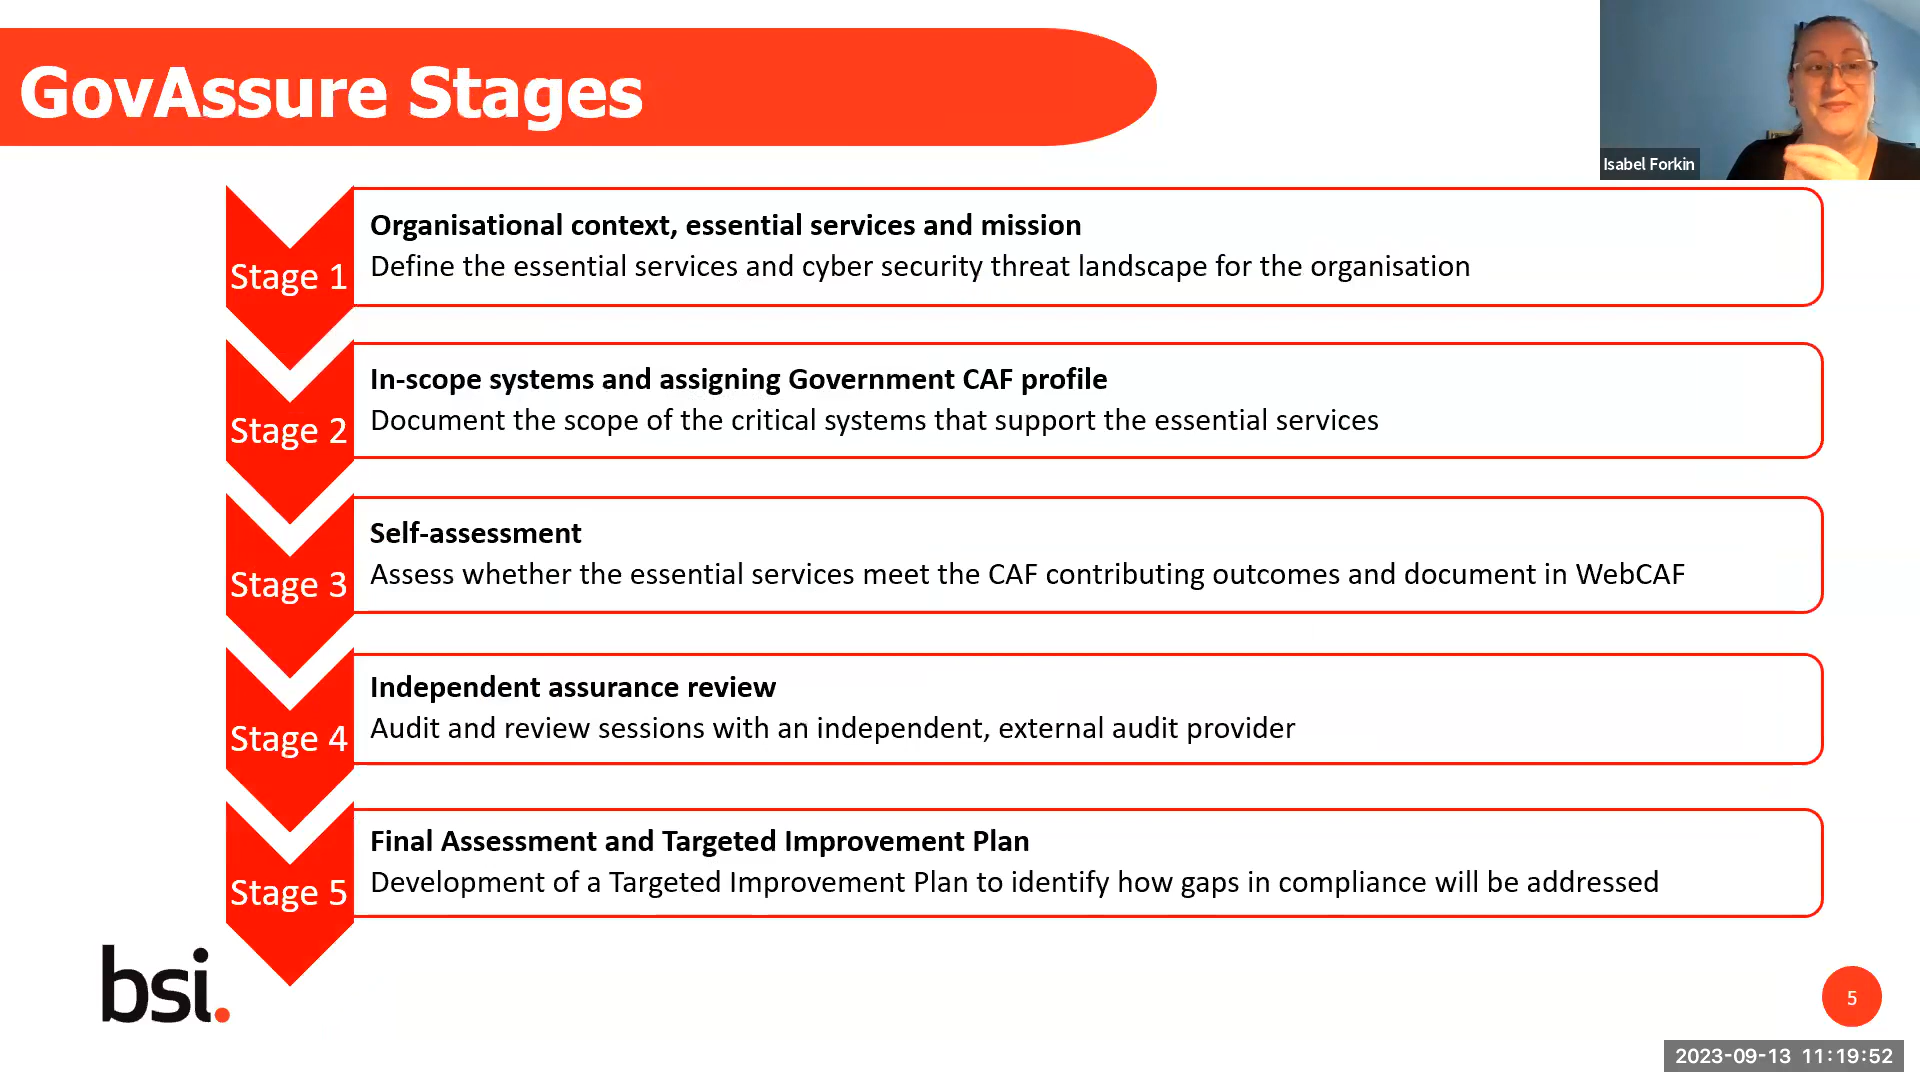 GovAssure Stages
Isabel Forkin
Stage 1
Organisational context, essential services and mission
Define the essential services and cyber security threat landscape for the organisation
Stage 2
In-scope systems and assigning Government CAF profile
Document the scope of the critical systems that support the essential services
Stage 3
Self-assessment
Assess whether the essential services meet the CAF contributing outcomes and document in WebCAF
Stage 4
Independent assurance review
Audit and review sessions with an independent, external audit provider
Stage 5
Final Assessment and Targeted Improvement Plan
Development of a Targeted Improvement Plan to identify how gaps in compliance will be addressed
bsi.
5
2023-09-13 11:19:52